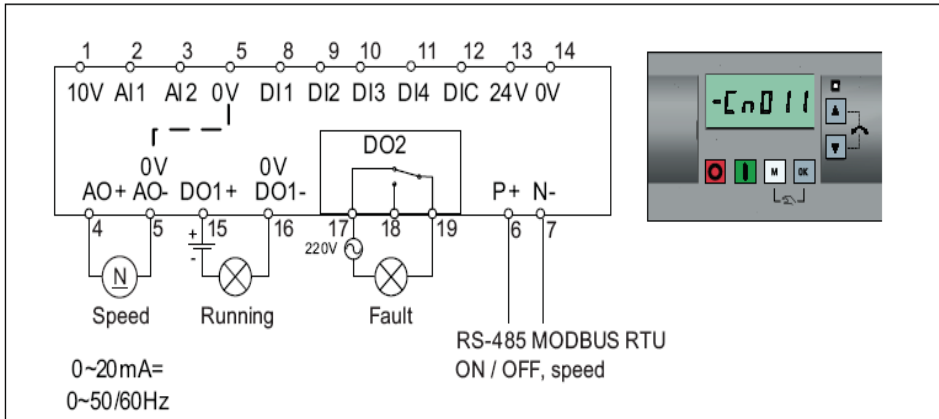 1 2 3 5 8 9 10 11 12 13 14
10V AI1 AI2 0V DI1 DI2 DI3 DI4 DIC 24V 0V
-Cn011
DO2
0V 0V
AO+ AO- DO1+ DO1- P+ N-
M OK
4 5 15 16 17 18 19 6 7
+
-
220V
N
Speed Running Fault
RS-485 MODBUS RTU
ON / OFF, speed
0~20mA=
0~50/60Hz